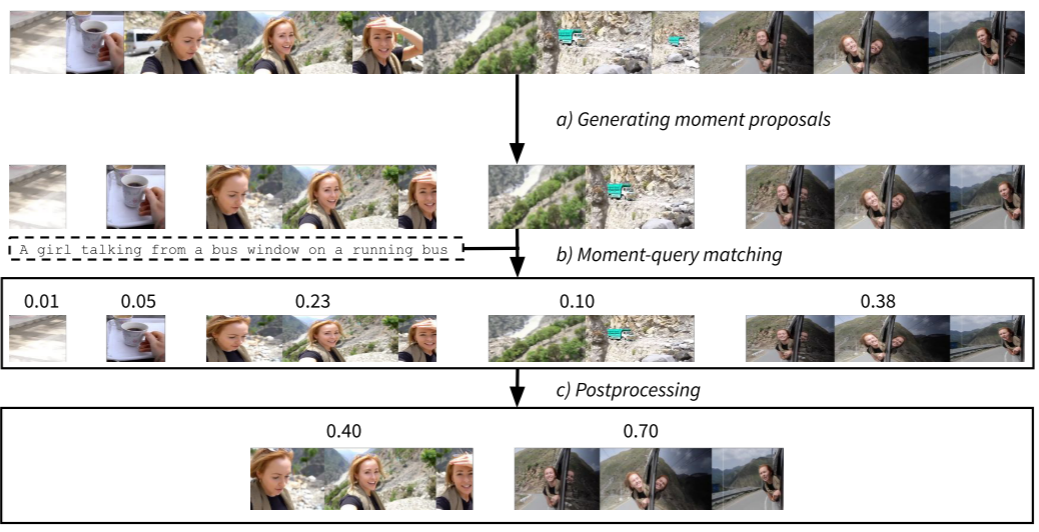 a) Generating moment proposals
A girl talking from a bus window on a running bus
b) Moment-query matching
0.01 0.05 0.23 0.10 0.38
c) Postprocessing
0.40 0.70